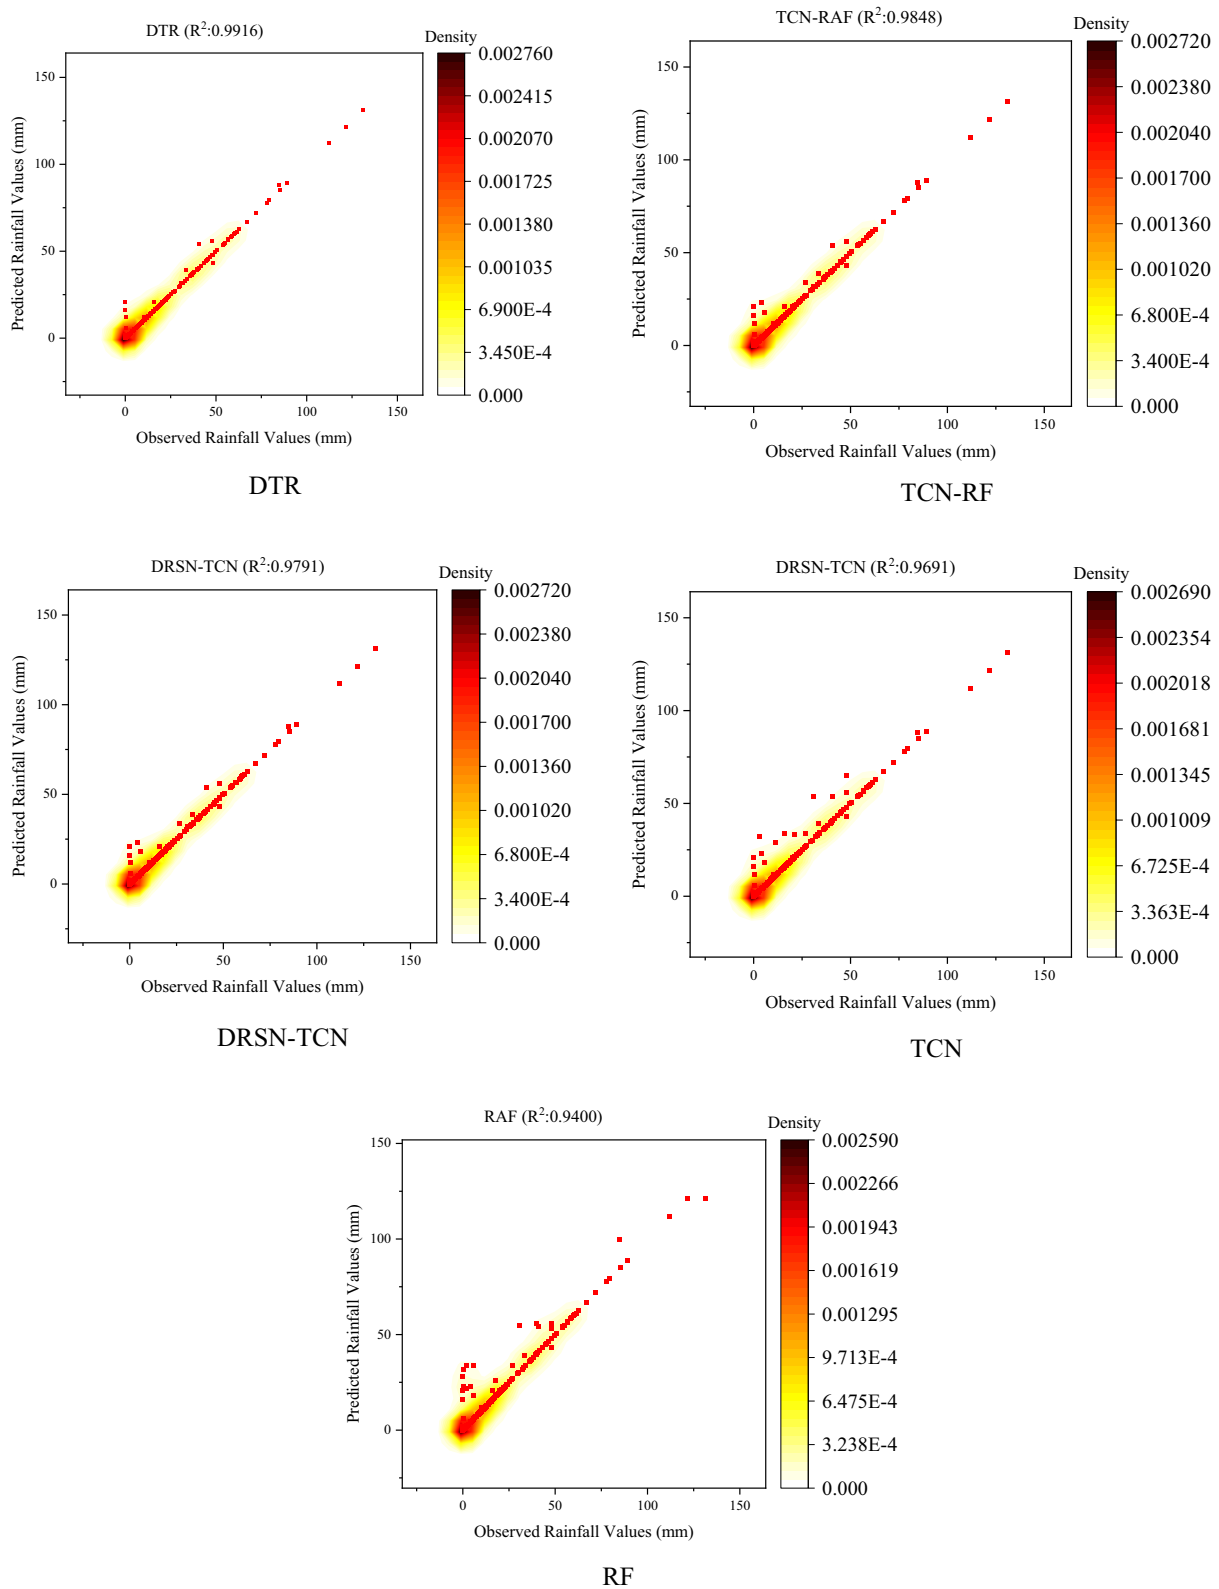 DTR (R²:0.9916)
Density
0.002760
0.002415
0.002070
0.001725
0.001380
0.001035
6.900E-4
3.450E-4
0.000
150
100
50
0
Predicted Rainfall Values (mm)
0 50 100 150
Observed Rainfall Values (mm)
DTR
TCN-RAF (R²:0.9848)
Density
0.002720
0.002380
0.002040
0.001700
0.001360
0.001020
6.800E-4
3.400E-4
0.000
150
100
50
0
Predicted Rainfall Values (mm)
0 50 100 150
Observed Rainfall Values (mm)
TCN-RF
DRSN-TCN (R²:0.9791)
Density
0.002720
0.002380
0.002040
0.001700
0.001360
0.001020
6.800E-4
3.400E-4
0.000
150
100
50
0
Predicted Rainfall Values (mm)
0 50 100 150
Observed Rainfall Values (mm)
DRSN-TCN
DRSN-TCN (R²:0.9691)
Density
0.002690
0.002354
0.002018
0.001681
0.001345
0.001009
6.725E-4
3.363E-4
0.000
150
100
50
0
Predicted Rainfall Values (mm)
0 50 100 150
Observed Rainfall Values (mm)
TCN
RAF (R²:0.9400)
Density
0.002590
0.002266
0.001943
0.001619
0.001295
9.713E-4
6.475E-4
3.238E-4
0.000
150
100
50
0
Predicted Rainfall Values (mm)
0 50 100 150
Observed Rainfall Values (mm)
RF